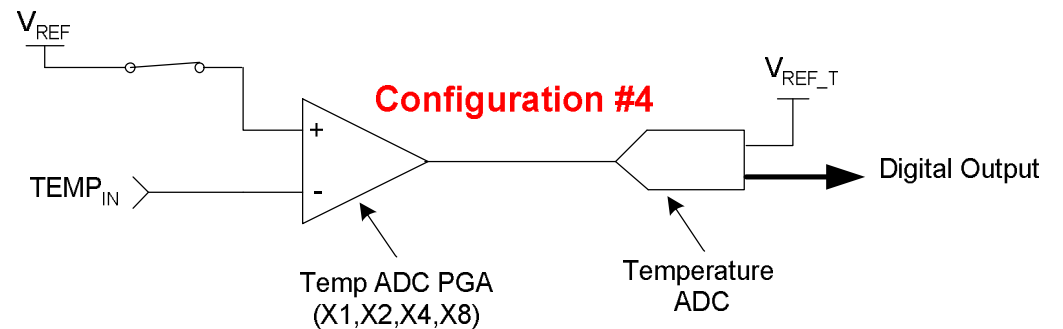 VREF
Configuration #4
VREF_T
+
-
TEMPIN
Digital Output
Temp ADC PGA
(X1,X2,X4,X8)
Temperature
ADC